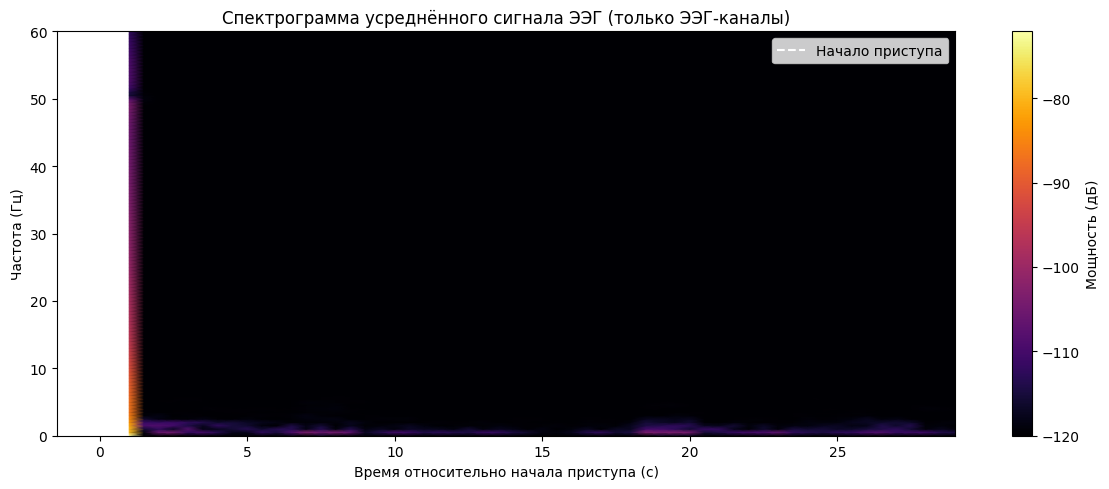 Спектрограмма усреднённого сигнала ЭЭГ (только ЭЭГ-каналы)
Начало приступа
60
50
40
30
20
10
0
Частота (Гц)
0 5 10 15 20 25
Время относительно начала приступа (с)
−80
−90
−100
−110
−120
Мощность (дБ)